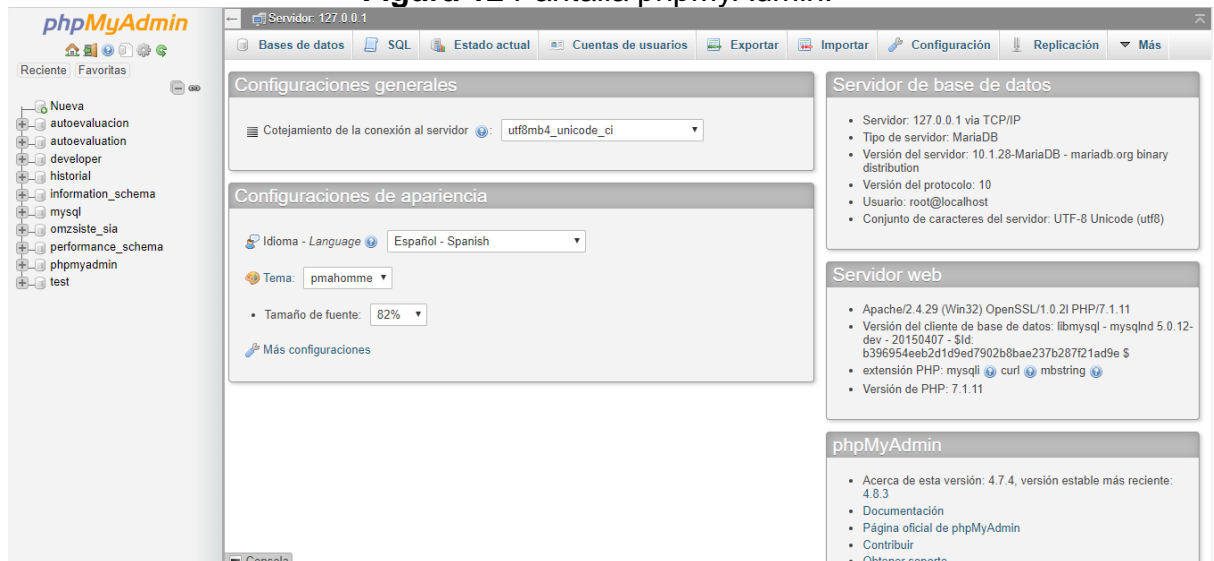 phpMyAdmin
Reciente Favoritas
Nueva
autoevaluacion
autoevaluation
developer
historial
information_schema
mysql
omzsiste_sia
performance_schema
phpmyadmin
test
Pantalla phpMyAdmin.
Servidor: 127.0.0.1
Bases de datos SQL Estado actual Cuentas de usuarios Exportar Importar Configuración Replicación Más
Configuraciones generales
Cotejamiento de la conexión al servidor : utf8mb4_unicode_ci
Configuraciones de apariencia
Idioma - Language Español - Spanish
Tema: pmahomme
Tamaño de fuente: 82%
Más configuraciones
Consola
Servidor de base de datos
Servidor: 127.0.0.1 via TCP/IP
Tipo de servidor: MariaDB
Versión del servidor: 10.1.28-MariaDB - mariadb.org binary
distribution
Versión del protocolo: 10
Usuario: root@localhost
Conjunto de caracteres del servidor: UTF-8 Unicode (utf8)
Servidor web
Apache/2.4.29 (Win32) OpenSSL/1.0.2l PHP/7.1.11
Versión del cliente de base de datos: libmysql - mysqlnd 5.0.12-
dev - 20150407 - $Id:
b396954eeb2d1d9ed7902b8bae237b287f21ad9e $
extensión PHP: mysqli curl mbstring
Versión de PHP: 7.1.11
phpMyAdmin
Acerca de esta versión: 4.7.4, versión estable más reciente:
4.8.3
Documentación
Página oficial de phpMyAdmin
Contribuir
Obtener soporte